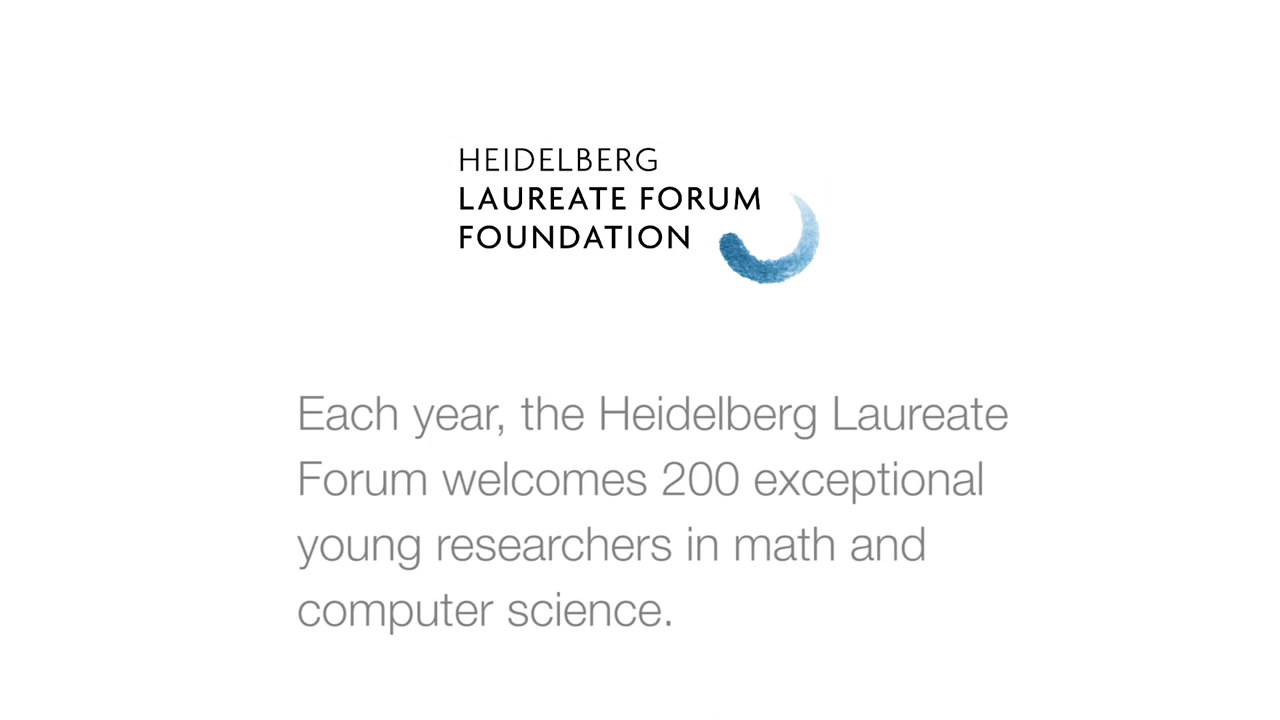 HEIDELBERG
LAUREATE FORUM
FOUNDATION
Each year, the Heidelberg Laureate
Forum welcomes 200 exceptional
young researchers in math and
computer science.